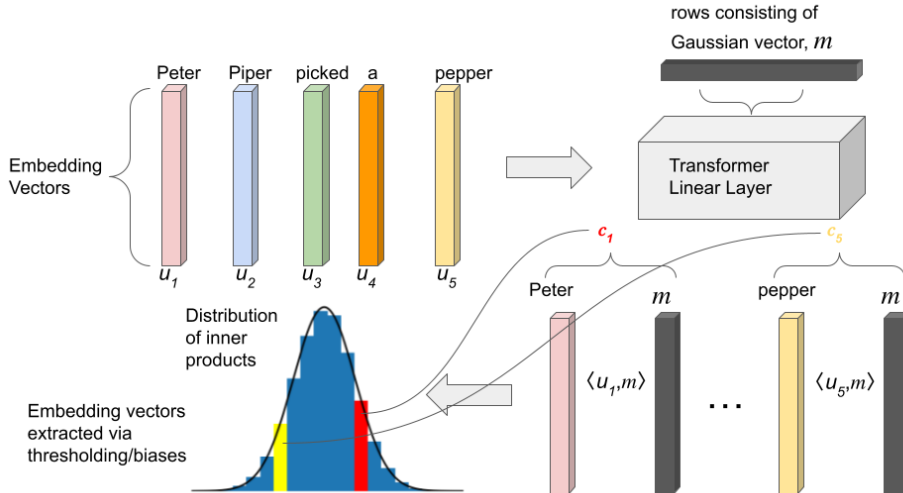 rows consisting of
Gaussian vector, m
Peter Piper picked a pepper
Embedding
Vectors
Transformer
Linear Layer
u1 u2 u3 u4 u5
c1 c5
Distribution
of inner
products
Peter m pepper m
⟨u1,m⟩ ... ⟨u5,m⟩
Embedding vectors
extracted via
thresholding/biases